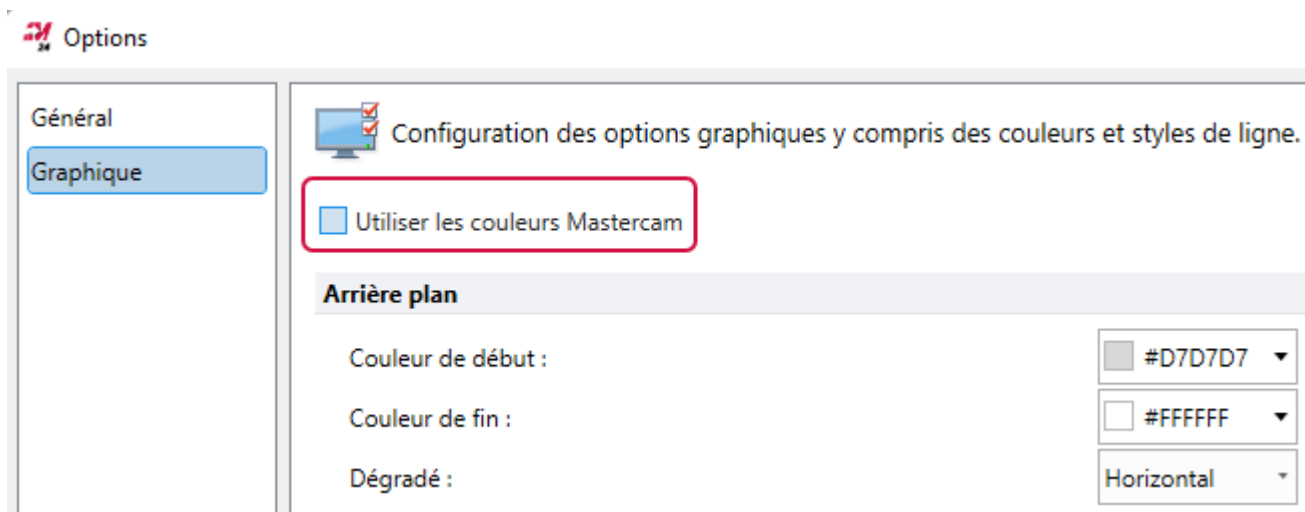 24 Options
Général
Graphique
Configuration des options graphiques y compris des couleurs et styles de ligne.
Utiliser les couleurs Mastercam
Arrière plan
Couleur de début : #D7D7D7
Couleur de fin : #FFFFFF
Dégradé : Horizontal